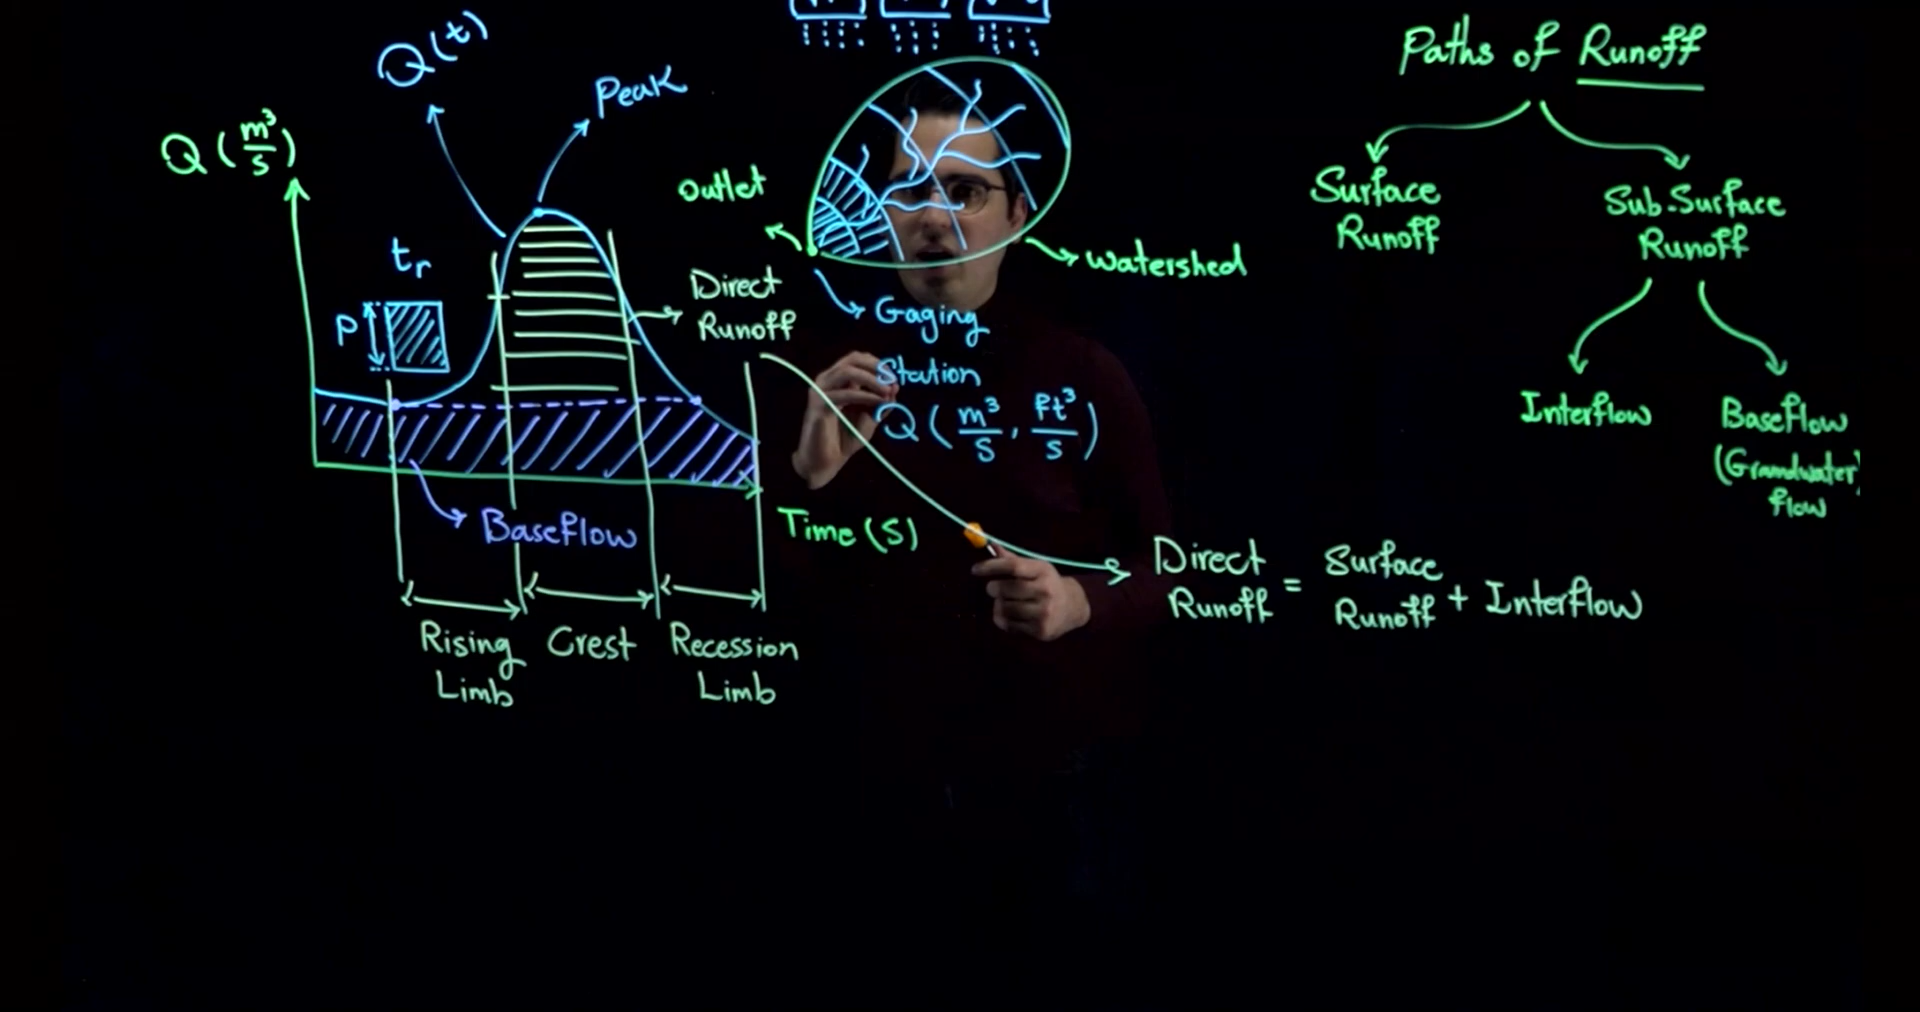 Q(t)
Peak
Q (m³/s)
tr
P
Direct
Runoff
Baseflow
Time (s)
Rising
Limb
Crest
Recession
Limb
Outlet
Watershed
Gaging
Station
Q (m³/s, ft³/s)
Paths of Runoff
Surface
Runoff
Sub-Surface
Runoff
Interflow
Baseflow
(Groundwater)
flow
Direct
Runoff = Surface
Runoff + Interflow